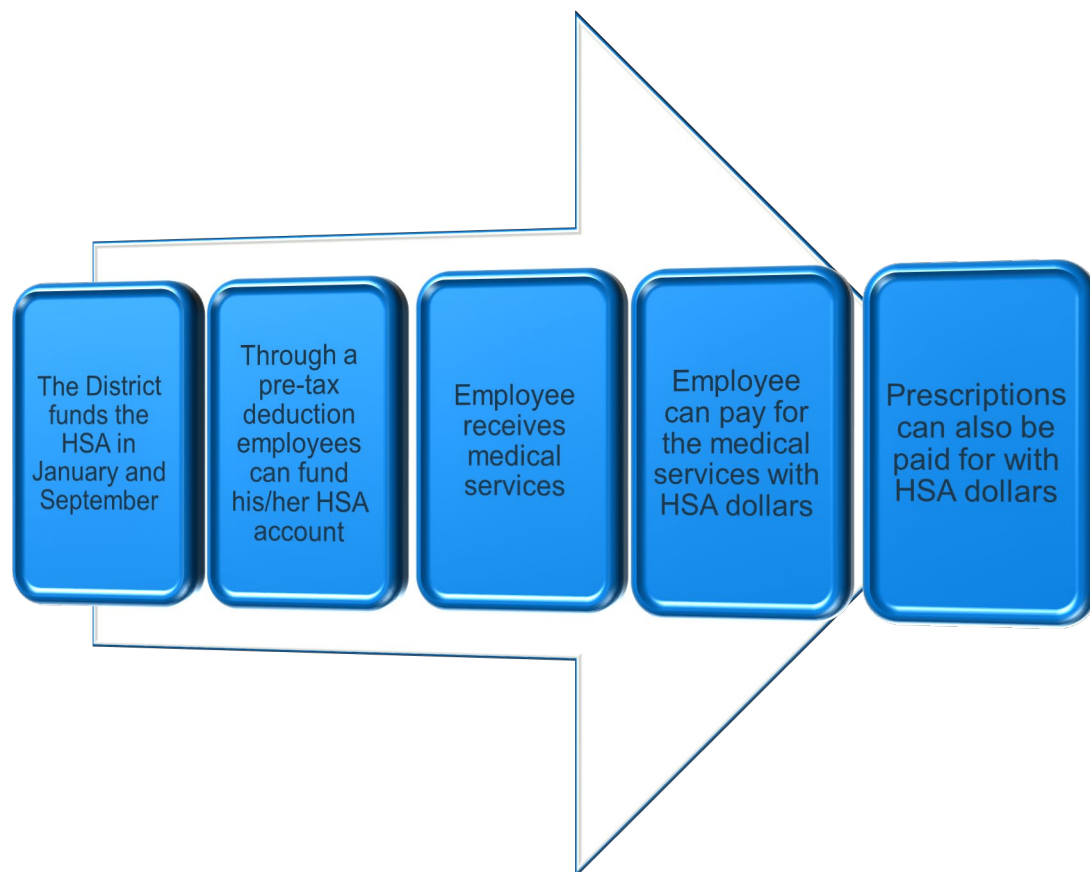 The District
funds the
HSA in
January and
September
Through a
pre-tax
deduction
employees
can fund
his/her HSA
account
Employee
receives
medical
services
Employee
can pay for
the medical
services with
HSA dollars
Prescriptions
can also be
paid for with
HSA dollars